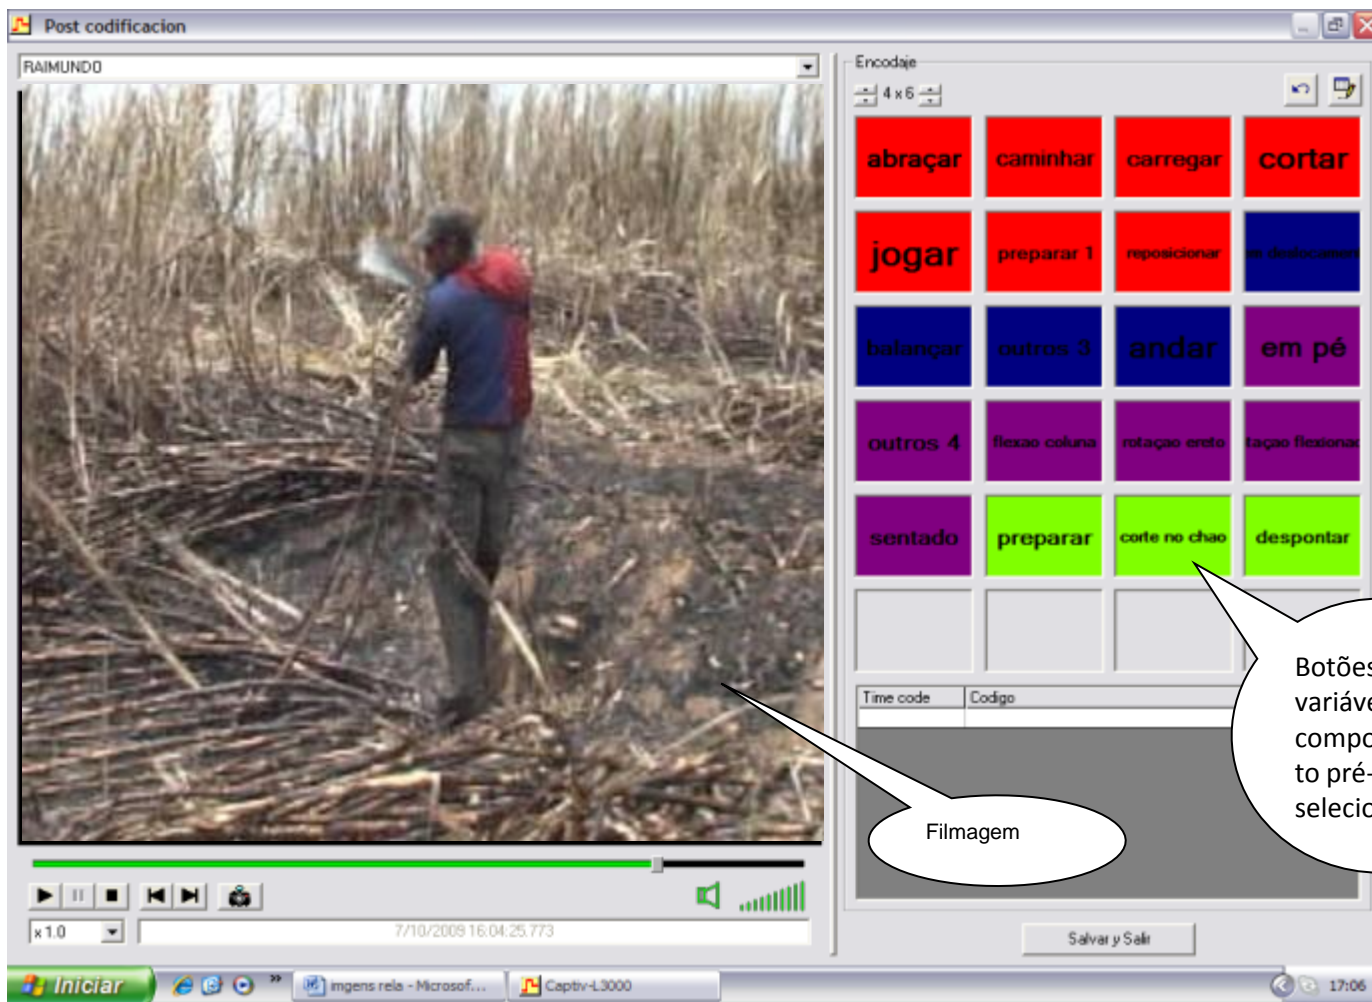 Post codificacion
RAIMUNDO
Encodaje
4 x 6
abraçar caminhar carregar cortar
jogar preparar 1 reposicionar
balançar outros 3 andar em pé
outros 4 flexao coluna rotaçao ereto taçao flexionad
sentado preparar corte no chao despontar
Time code Codigo
Botões
variáve
compo
to pré-
selecio
Filmagem
x 1.0
7/10/2009 16:04:25.773
Salvar y Salir
Iniciar
imgens rela - Microsof...
Captiv-L3000
17:06